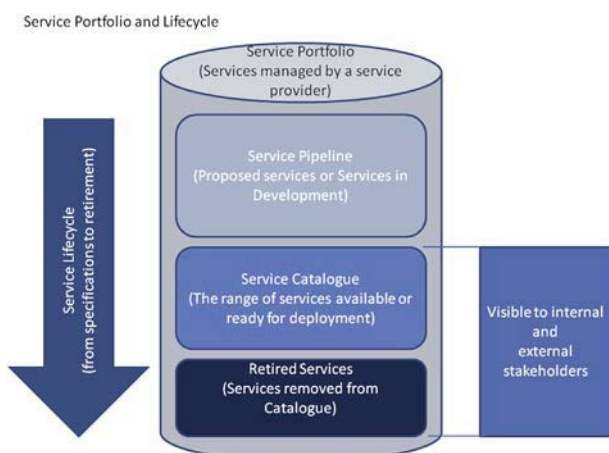 Service Portfolio and Lifecycle
Service Portfolio
(Services managed by a service
provider)
Service Pipeline
(Proposed services or Services in
Development)
Service Lifecycle
(from specifications to retirement)
Service Catalogue
(The range of services available or
ready for deployment)
Visible to internal
and
external
stakeholders
Retired Services
(Services removed from
Catalogue)